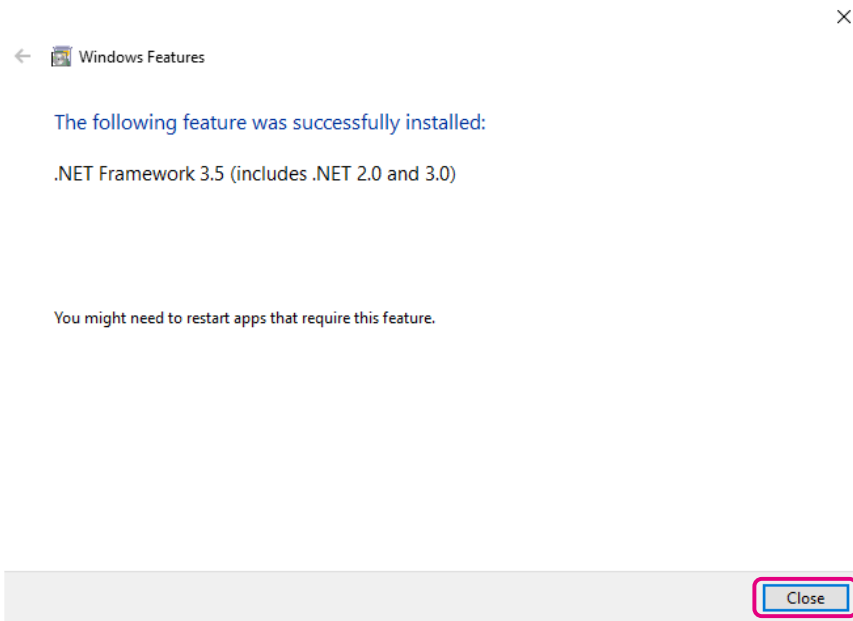 Windows Features
The following feature was successfully installed:
.NET Framework 3.5 (includes .NET 2.0 and 3.0)
You might need to restart apps that require this feature.
Close